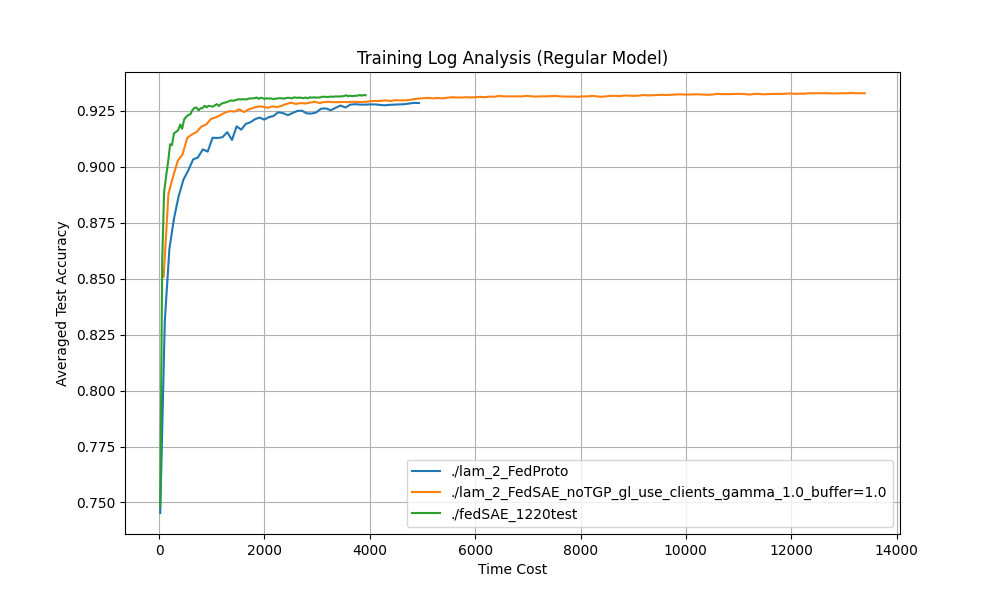 Training Log Analysis (Regular Model)
Averaged Test Accuracy
0.925
0.900
0.875
0.850
0.825
0.800
0.775
0.750
./lam_2_FedProto
./lam_2_FedSAE_noTGP_gl_use_clients_gamma_1.0_buffer=1.0
./fedSAE_1220test
0 2000 4000 6000 8000 10000 12000 14000
Time Cost